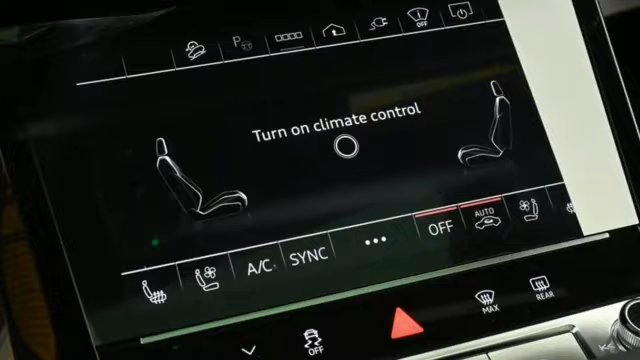 P
OFF
Turn on climate control
A/C
SYNC
•••
OFF
AUTO
MAX
REAR
OFF